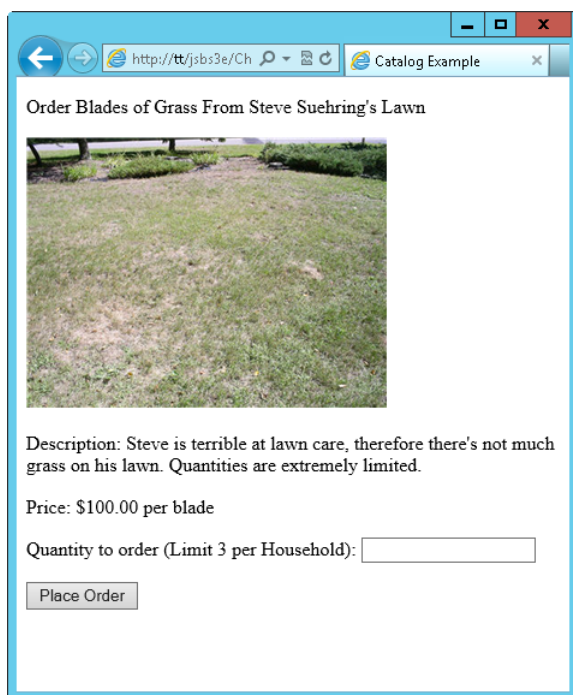 http://tt/jsbs3e/Ch
Catalog Example
Order Blades of Grass From Steve Suehring's Lawn
Description: Steve is terrible at lawn care, therefore there's not much
grass on his lawn. Quantities are extremely limited.
Price: $100.00 per blade
Quantity to order (Limit 3 per Household):
Place Order